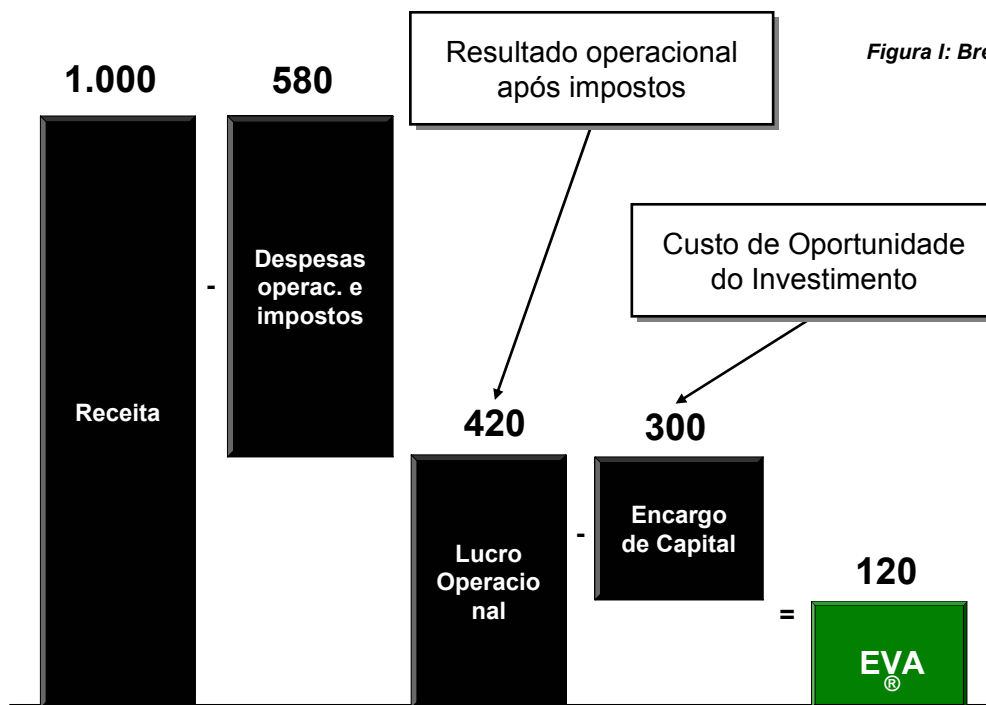 Resultado operacional
após impostos
Figura I: Bre
1.000
580
Custo de Oportunidade
do Investimento
Despesas
operac. e
impostos
-
Receita
420
300
Encargo
de Capital
-
Lucro
Operacio
nal
120
=
EVA
®